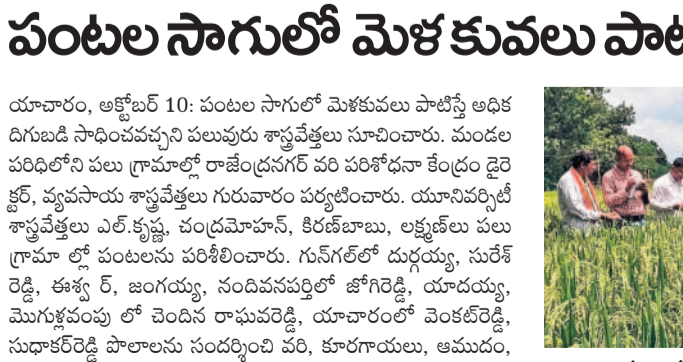 పంటల సాగులో మెళకువలు పాట
యాచారం, అక్టోబర్ 10: పంటల సాగులో మెళకువలు పాటిస్తే అధిక
దిగుబడి సాధించవచ్చని పలువురు శాస్త్రవేత్తలు సూచించారు. మండల
పరిధిలోని పలు గ్రామాల్లో రాజేంద్రనగర్ వరి పరిశోధనా కేంద్రం డైరె
క్టర్, వ్యవసాయ శాస్త్రవేత్తలు గురువారం పర్యటించారు. యూనివర్సిటీ
శాస్త్రవేత్తలు ఎల్.కృష్ణ, చంద్రమోహన్, కిరణ్‌బాబు, లక్ష్మణ్‌లు పలు
గ్రామా ల్లో పంటలను పరిశీలించారు. గున్‌గల్‌లో దుర్గయ్య, సురేశ్
రెడ్డి, ఈశ్వ ర్, జంగయ్య, నందివనపర్తిలో జోగిరెడ్డి, యాదయ్య,
మొగుళ్లవంపు లో చెందిన రాఘవరెడ్డి, యాచారంలో వెంకట్‌రెడ్డి,
సుధాకర్‌రెడ్డి పొలాలను సందర్శించి వరి, కూరగాయలు, ఆముదం,